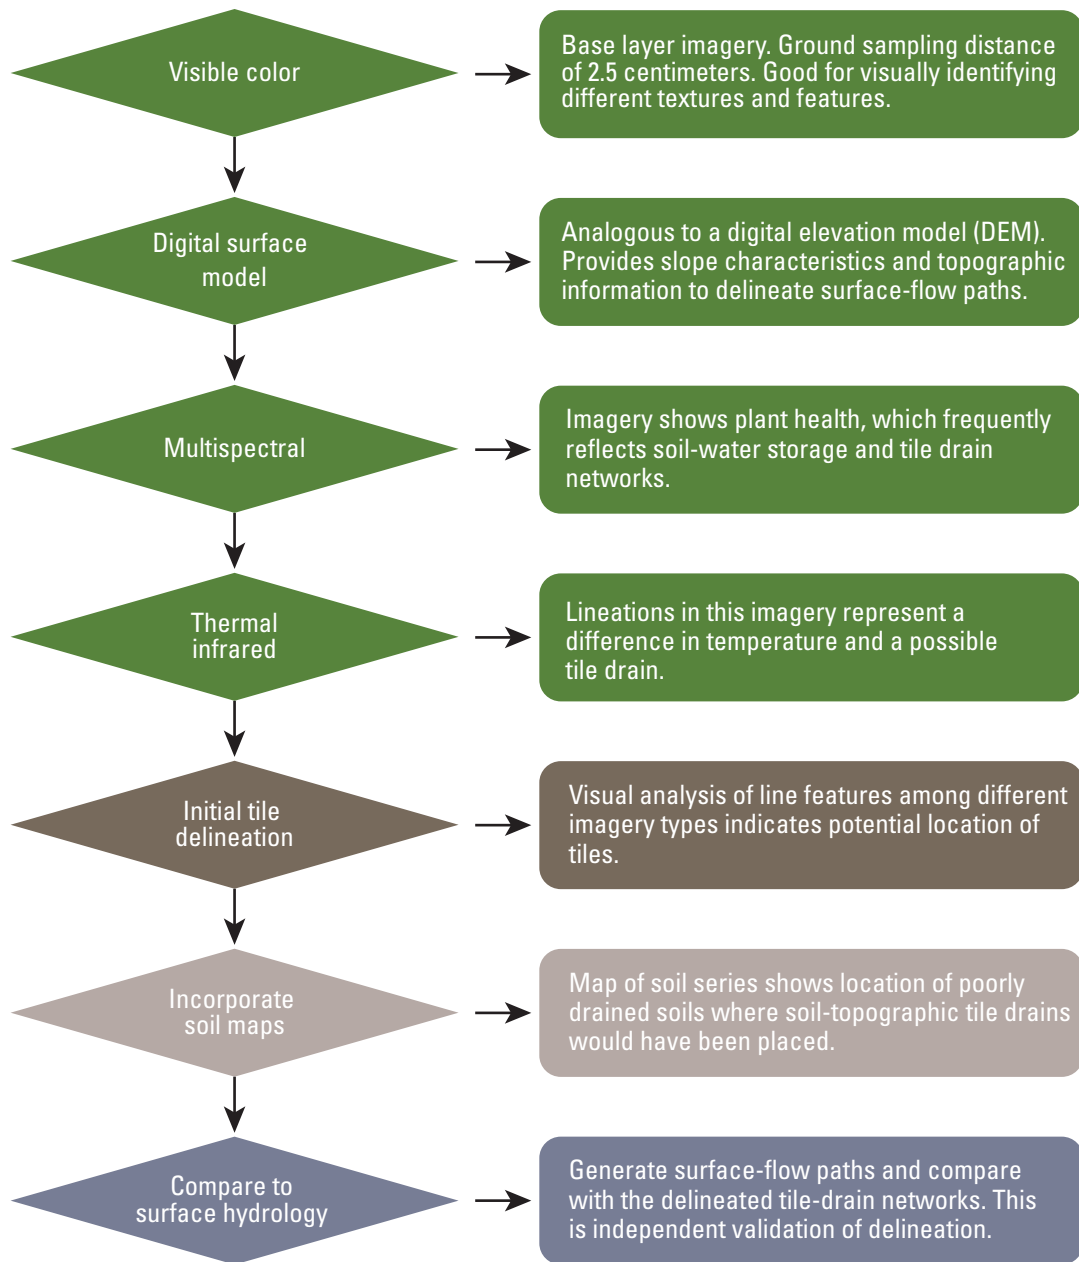 Visible color
Base layer imagery. Ground sampling distance
of 2.5 centimeters. Good for visually identifying
different textures and features.
Digital surface
model
Analogous to a digital elevation model (DEM).
Provides slope characteristics and topographic
information to delineate surface-flow paths.
Multispectral
Imagery shows plant health, which frequently
reflects soil-water storage and tile drain
networks.
Thermal
infrared
Lineations in this imagery represent a
difference in temperature and a possible
tile drain.
Initial tile
delineation
Visual analysis of line features among different
imagery types indicates potential location of
tiles.
Incorporate
soil maps
Map of soil series shows location of poorly
drained soils where soil-topographic tile drains
would have been placed.
Compare to
surface hydrology
Generate surface-flow paths and compare
with the delineated tile-drain networks. This
is independent validation of delineation.